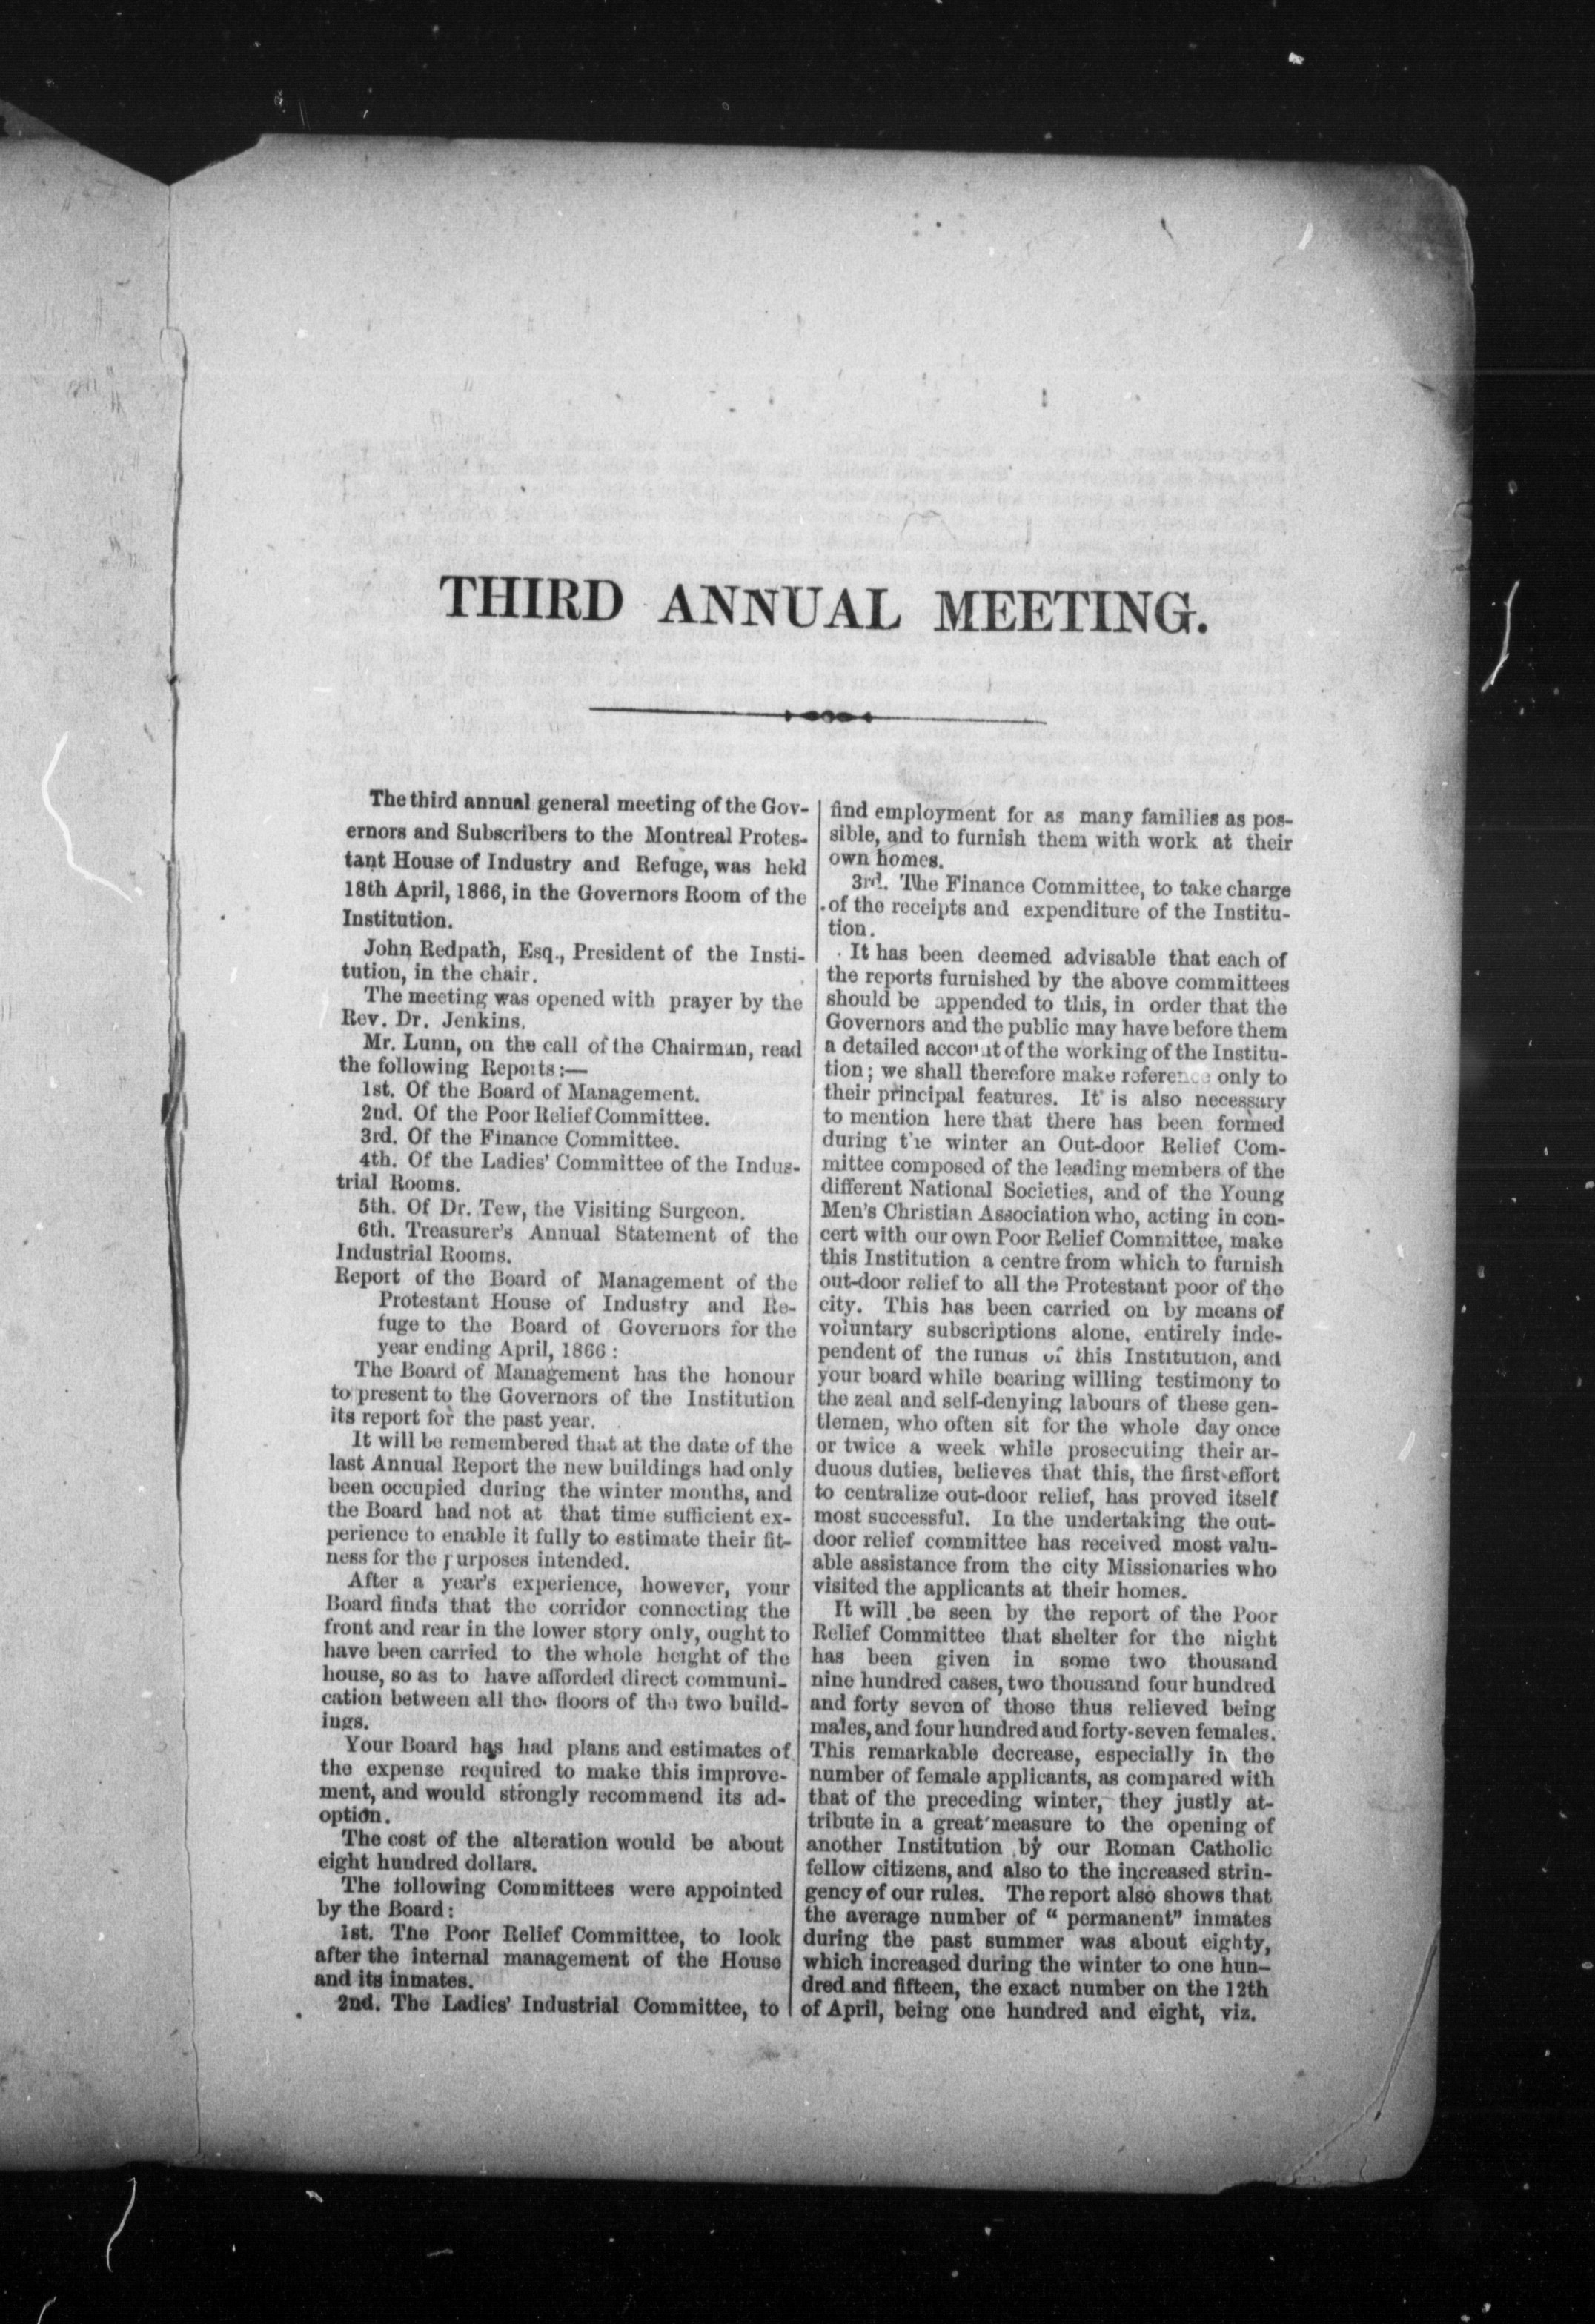 THIRD ANNUAL MEETING.
The third annual general meeting of the Gov-
ernors and Subscribers to the Montreal Protes-
tant House of Industry and Refuge, was held
18th April, 1866, in the Governors Room of the
Institution.
John Redpath, Esq., President of the Insti-
tution, in the chair.
The meeting was opened with prayer by the
Rev. Dr. Jenkins.
Mr. Lunn, on the call of the Chairman, read
the following Reports:—
1st. Of the Board of Management.
2nd. Of the Poor Relief Committee.
3rd. Of the Finance Committee.
4th. Of the Ladies' Committee of the Indus-
trial Rooms.
5th. Of Dr. Tew, the Visiting Surgeon.
6th. Treasurer's Annual Statement of the
Industrial Rooms.
Report of the Board of Management of the
Protestant House of Industry and Re-
fuge to the Board of Governors for the
year ending April, 1866:
The Board of Management has the honour
to present to the Governors of the Institution
its report for the past year.
It will be remembered that at the date of the
last Annual Report the new buildings had only
been occupied during the winter months, and
the Board had not at that time sufficient ex-
perience to enable it fully to estimate their fit-
ness for the purposes intended.
After a year's experience, however, your
Board finds that the corridor connecting the
front and rear in the lower story only, ought to
have been carried to the whole height of the
house, so as to have afforded direct communi-
cation between all the floors of the two build-
ings.
Your Board has had plans and estimates of
the expense required to make this improve-
ment, and would strongly recommend its ad-
option.
The cost of the alteration would be about
eight hundred dollars.
The following Committees were appointed
by the Board:
1st. The Poor Relief Committee, to look
after the internal management of the House
and its inmates.
2nd. The Ladies' Industrial Committee, to
find employment for as many families as pos-
sible, and to furnish them with work at their
own homes.
3rd. The Finance Committee, to take charge
of the receipts and expenditure of the Institu-
tion.
It has been deemed advisable that each of
the reports furnished by the above committees
should be appended to this, in order that the
Governors and the public may have before them
a detailed account of the working of the Institu-
tion; we shall therefore make reference only to
their principal features. It is also necessary
to mention here that there has been formed
during the winter an Out-door Relief Com-
mittee composed of the leading members of the
different National Societies, and of the Young
Men's Christian Association who, acting in con-
cert with our own Poor Relief Committee, make
this Institution a centre from which to furnish
out-door relief to all the Protestant poor of the
city. This has been carried on by means of
voluntary subscriptions alone, entirely inde-
pendent of the funds of this Institution, and
your board while bearing willing testimony to
the zeal and self-denying labours of these gen-
tlemen, who often sit for the whole day once
or twice a week while prosecuting their ar-
duous duties, believes that this, the first effort
to centralize out-door relief, has proved itself
most successful. In the undertaking the out-
door relief committee has received most valu-
able assistance from the city Missionaries who
visited the applicants at their homes.
It will be seen by the report of the Poor
Relief Committee that shelter for the night
has been given in some two thousand
nine hundred cases, two thousand four hundred
and forty seven of those thus relieved being
males, and four hundred and forty-seven females.
This remarkable decrease, especially in the
number of female applicants, as compared with
that of the preceding winter, they justly at-
tribute in a great measure to the opening of
another Institution by our Roman Catholic
fellow citizens, and also to the increased strin-
gency of our rules. The report also shows that
the average number of " permanent" inmates
during the past summer was about eighty,
which increased during the winter to one hun-
dred and fifteen, the exact number on the 12th
of April, being one hundred and eight, viz.